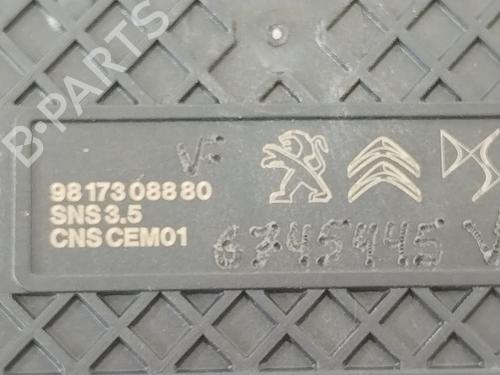 B·PARTS
VF
98 173 088 80
SNS 3.5
CNS CEM01
6745445 V